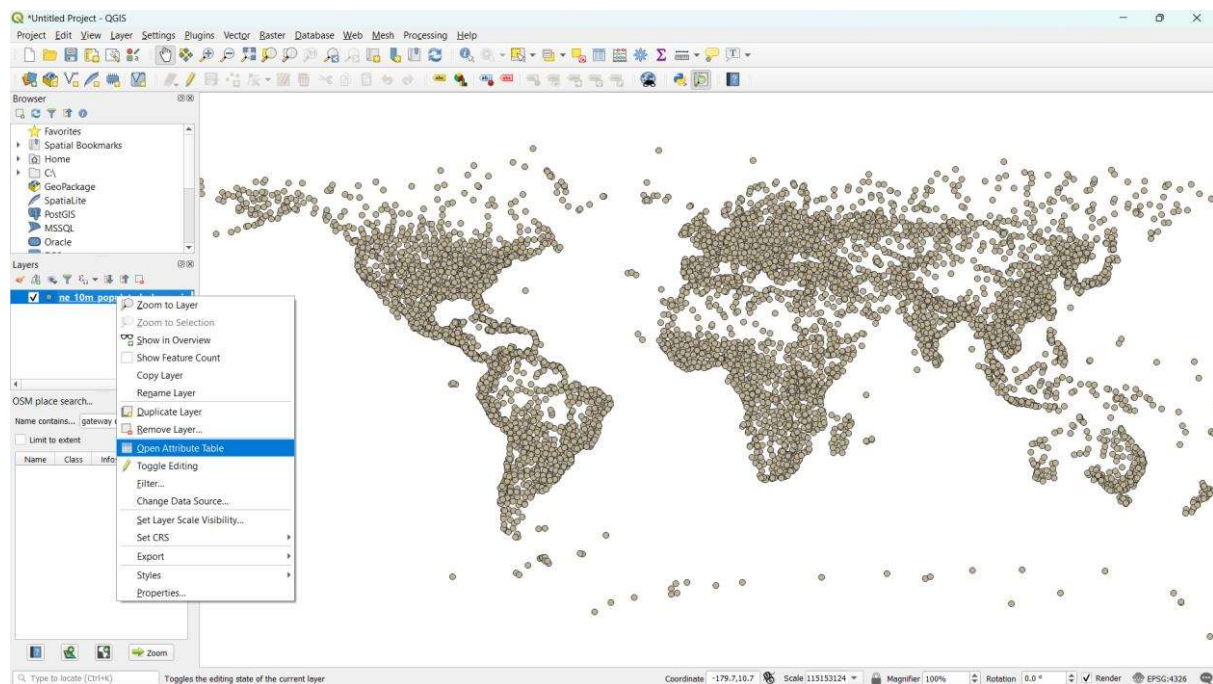 *Untitled Project - QGIS
Project Edit View Layer Settings Plugins Vector Raster Database Web Mesh Processing Help
Browser
Favorites
Spatial Bookmarks
Home
C:\
GeoPackage
SpatiaLite
PostGIS
MSSQL
Oracle
Layers
ne_10m_popu
Zoom to Layer
Zoom to Selection
Show in Overview
Show Feature Count
Copy Layer
Rename Layer
Duplicate Layer
Remove Layer...
Open Attribute Table
Toggle Editing
Filter...
Change Data Source...
Set Layer Scale Visibility...
Set CRS
Export
Styles
Properties...
OSM place search...
Name contains... gateway
Limit to extent
Name Class Info
Zoom
Type to locate (Ctrl+K) Toggles the editing state of the current layer Coordinate -179.7,10.7 Scale 115153124 Magnifier 100% Rotation 0.0 ° Render EPSG:4326